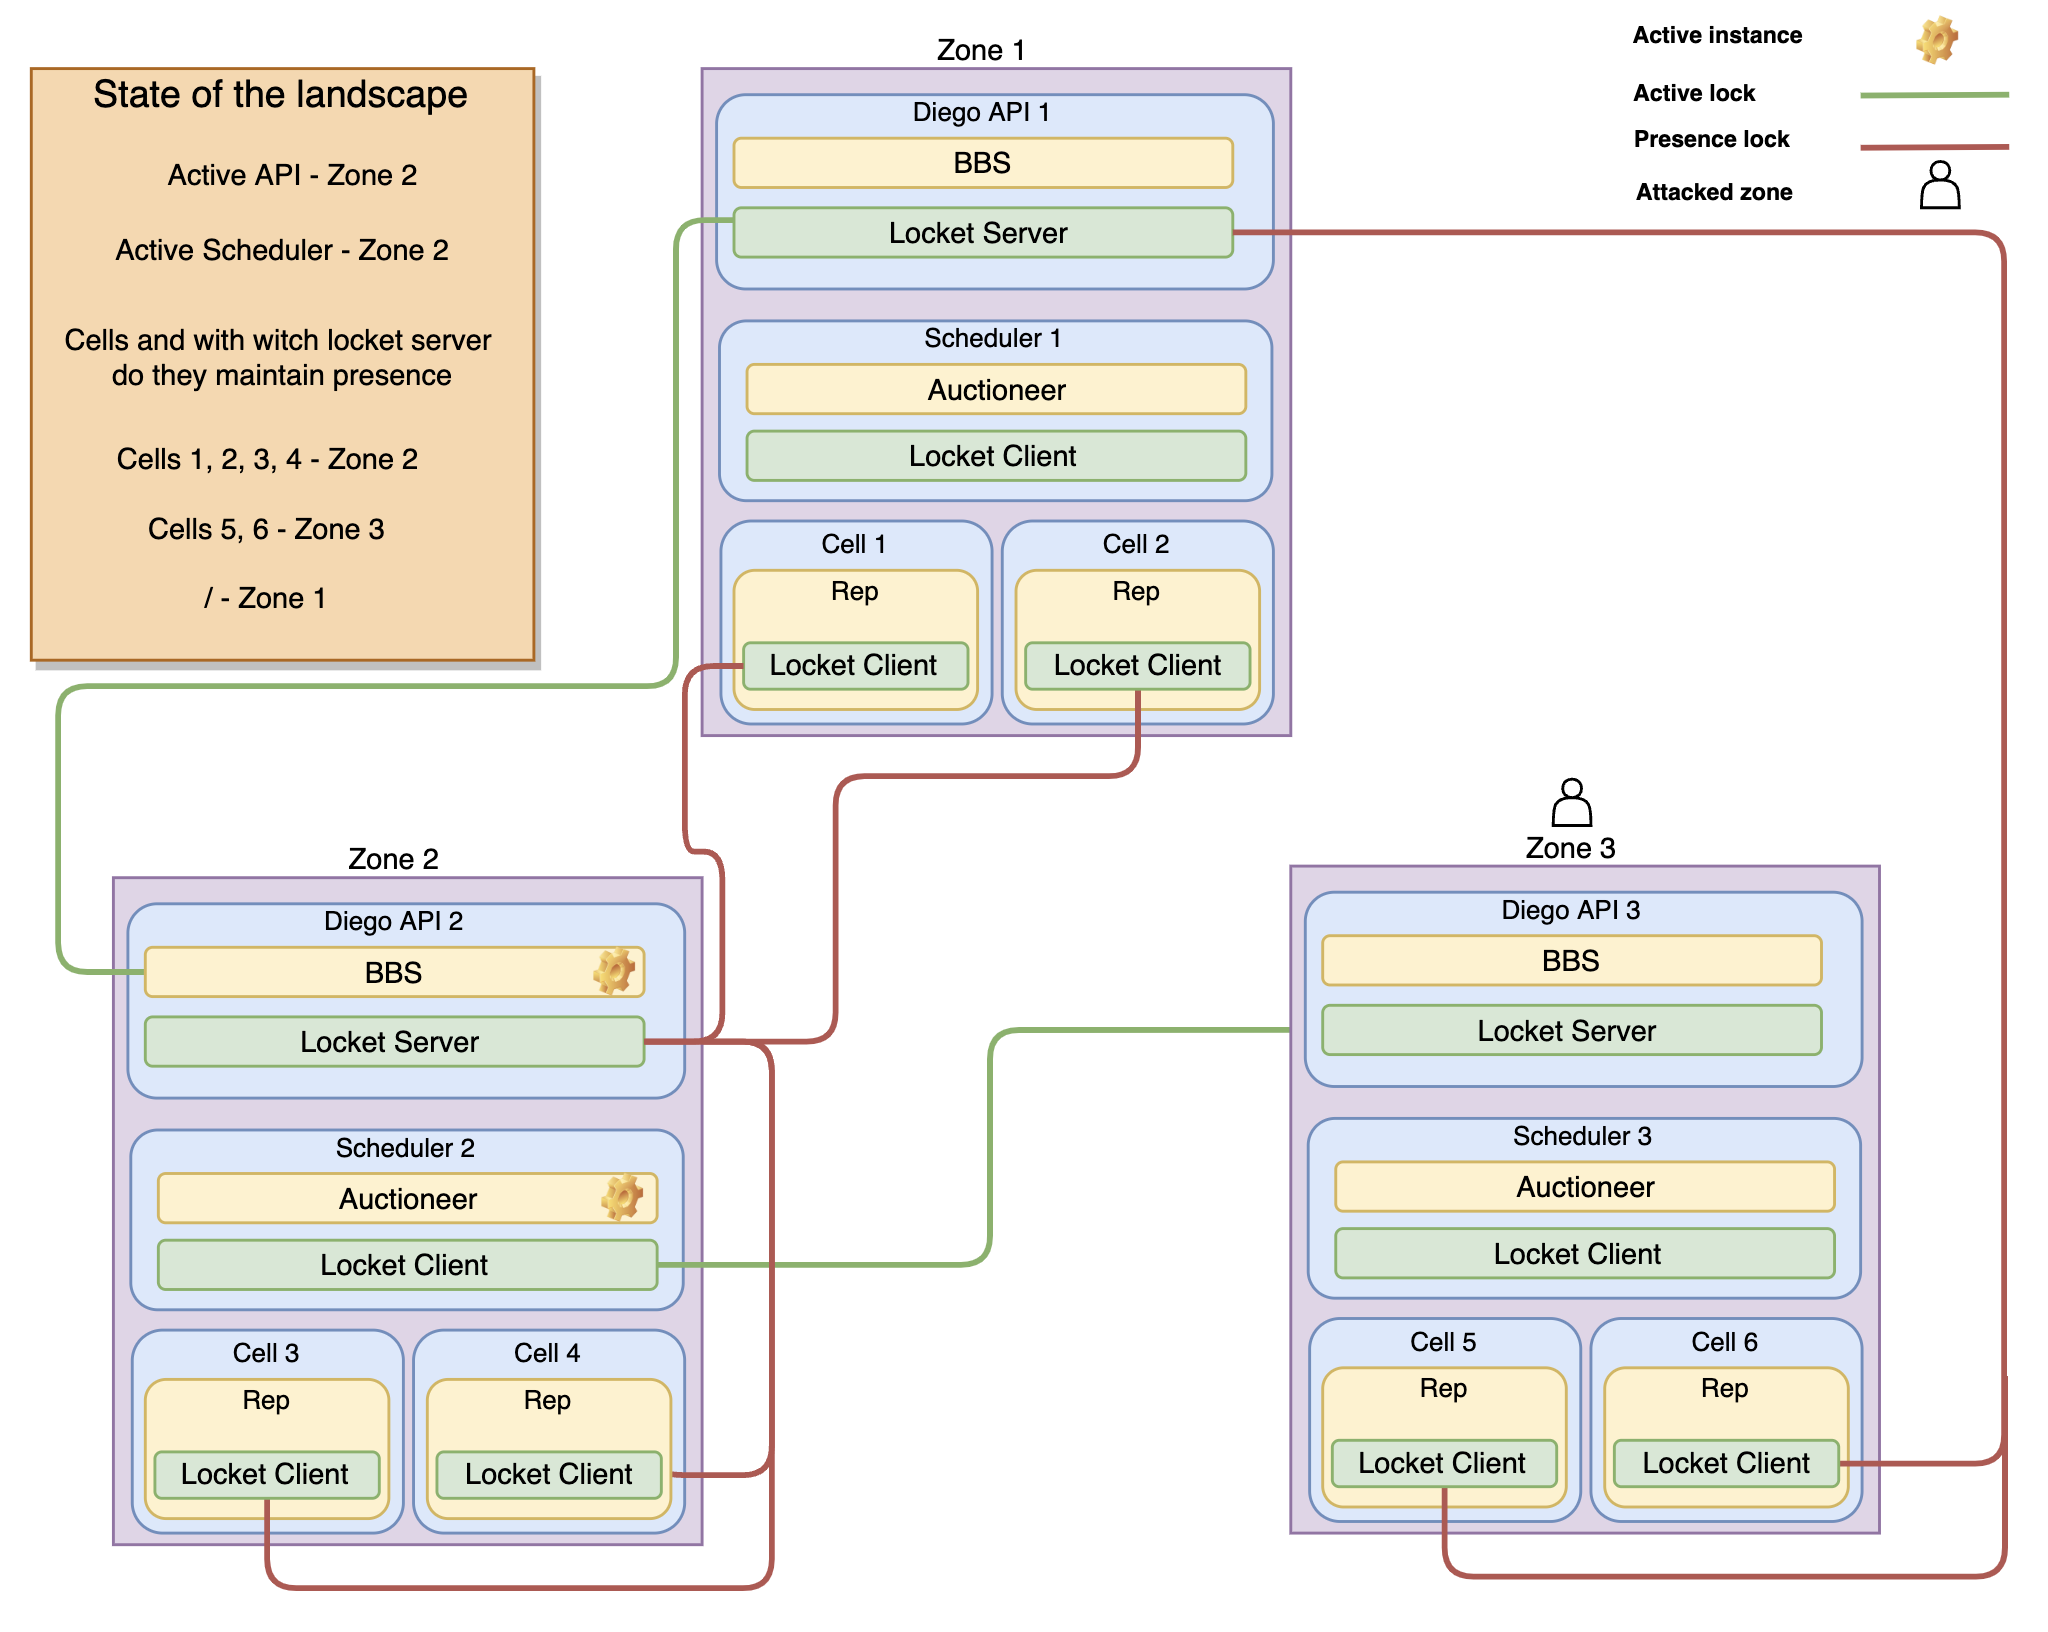 State of the landscape
Active API - Zone 2
Active Scheduler - Zone 2
Cells and with witch locket server
do they maintain presence
Cells 1, 2, 3, 4 - Zone 2
Cells 5, 6 - Zone 3
/ - Zone 1
Active instance
Active lock
Presence lock
Attacked zone
Zone 1
Diego API 1
BBS
Locket Server
Scheduler 1
Auctioneer
Locket Client
Cell 1
Rep
Locket Client
Cell 2
Rep
Locket Client
Zone 2
Diego API 2
BBS
Locket Server
Scheduler 2
Auctioneer
Locket Client
Cell 3
Rep
Locket Client
Cell 4
Rep
Locket Client
Zone 3
Diego API 3
BBS
Locket Server
Scheduler 3
Auctioneer
Locket Client
Cell 5
Rep
Locket Client
Cell 6
Rep
Locket Client